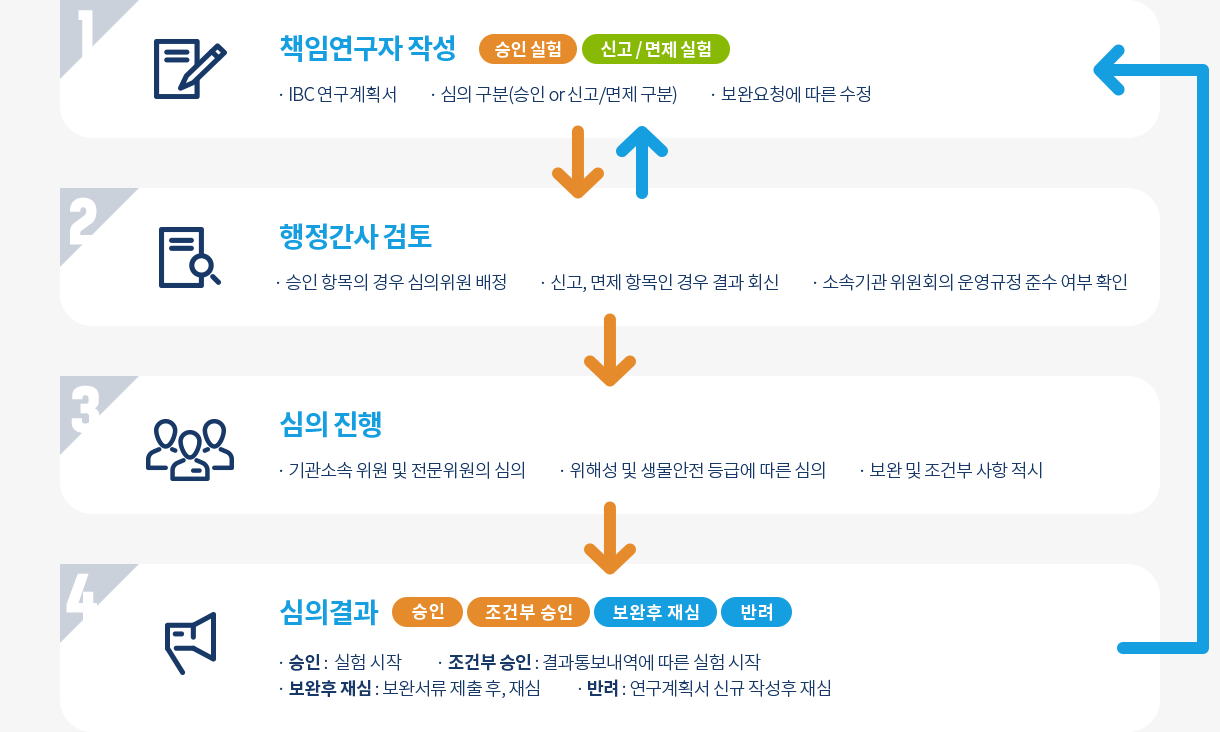 1
책임연구자 작성 승인 실험 신고 / 면제 실험
· IBC 연구계획서 · 심의 구분(승인 or 신고/면제 구분) · 보완요청에 따른 수정
2
행정간사 검토
· 승인 항목의 경우 심의위원 배정 · 신고, 면제 항목인 경우 결과 회신 · 소속기관 위원회의 운영규정 준수 여부 확인
3
심의 진행
· 기관소속 위원 및 전문위원의 심의 · 위해성 및 생물안전 등급에 따른 심의 · 보완 및 조건부 사항 적시
4
심의결과 승인 조건부 승인 보완후 재심 반려
· 승인 : 실험 시작 · 조건부 승인 : 결과통보내역에 따른 실험 시작
· 보완후 재심 : 보완서류 제출 후, 재심 · 반려 : 연구계획서 신규 작성후 재심